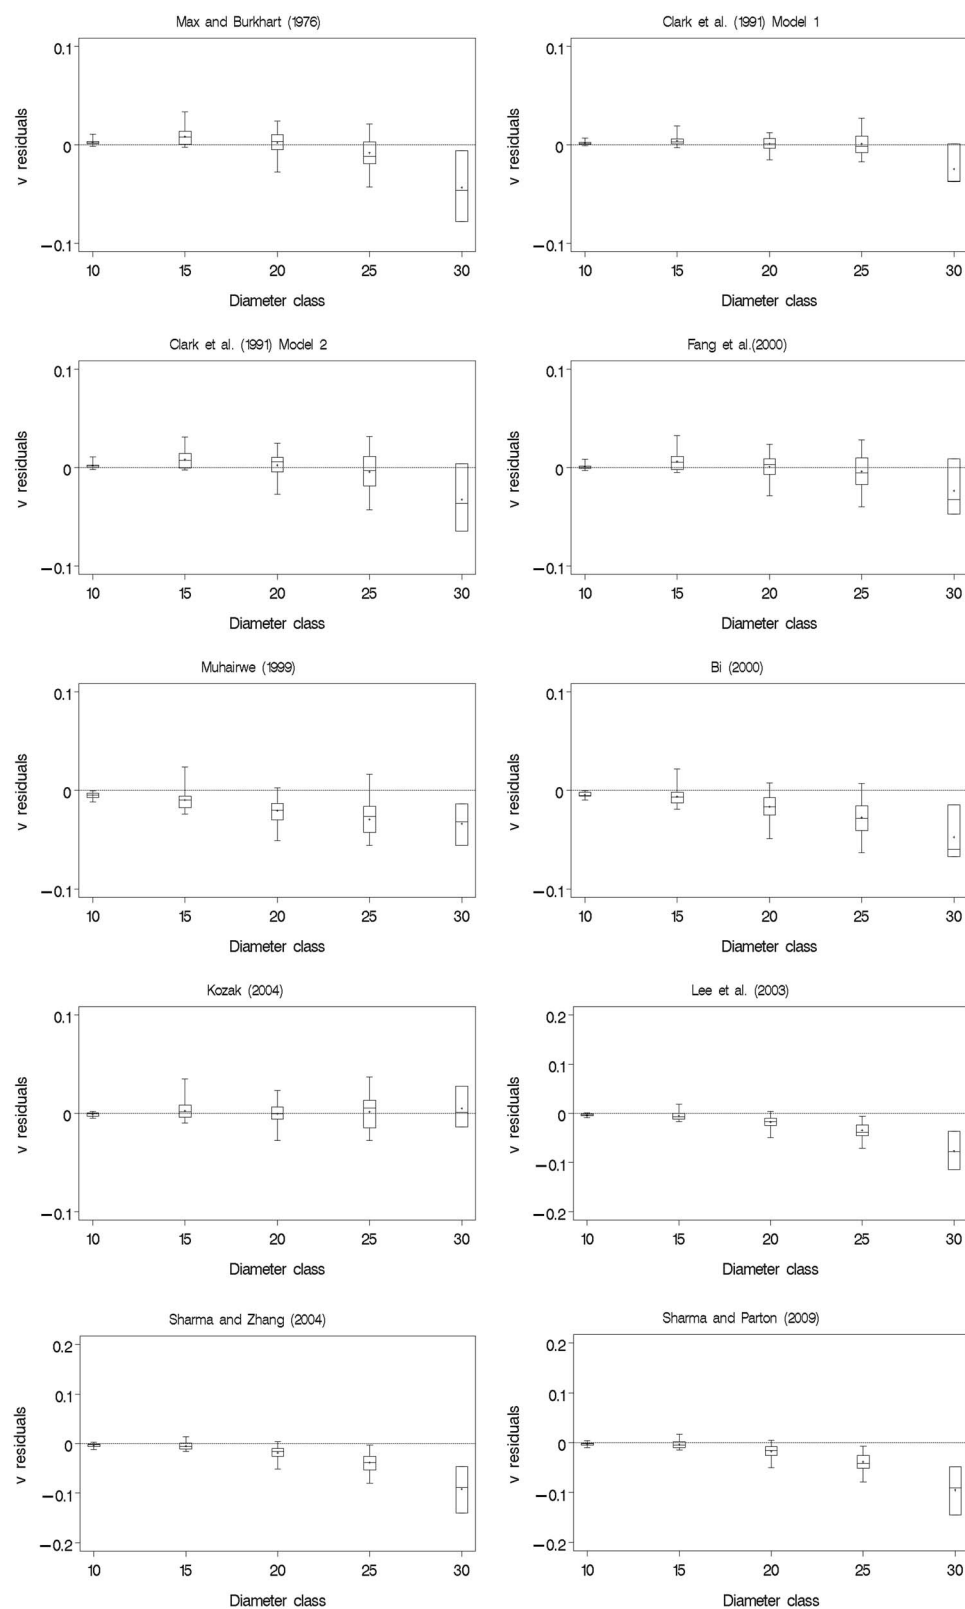 Max and Burkhart (1976)
0.1
0
−0.1
v residuals
10 15 20 25 30
Diameter class
Clark et al. (1991) Model 1
0.1
0
−0.1
v residuals
10 15 20 25 30
Diameter class
Clark et al. (1991) Model 2
0.1
0
−0.1
v residuals
10 15 20 25 30
Diameter class
Fang et al.(2000)
0.1
0
−0.1
v residuals
10 15 20 25 30
Diameter class
Muhairwe (1999)
0.1
0
−0.1
v residuals
10 15 20 25 30
Diameter class
Bi (2000)
0.1
0
−0.1
v residuals
10 15 20 25 30
Diameter class
Kozak (2004)
0.1
0
−0.1
v residuals
10 15 20 25 30
Diameter class
Lee et al. (2003)
0.2
0.1
0
−0.1
−0.2
v residuals
10 15 20 25 30
Diameter class
Sharma and Zhang (2004)
0.2
0.1
0
−0.1
−0.2
v residuals
10 15 20 25 30
Diameter class
Sharma and Parton (2009)
0.2
0.1
0
−0.1
−0.2
v residuals
10 15 20 25 30
Diameter class